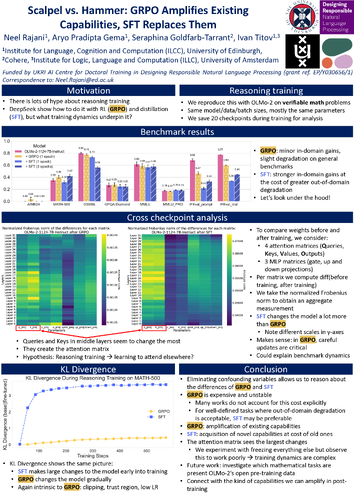 Scalpel vs. Hammer: GRPO Amplifies Existing
Capabilities, SFT Replaces Them
Neel Rajani¹, Aryo Pradipta Gema¹, Seraphina Goldfarb-Tarrant², Ivan Titov¹,³
¹Institute for Language, Cognition and Computation (ILCC), University of Edinburgh,
²Cohere, ³Institute for Logic, Language and Computation, University of Amsterdam
Funded by UKRI AI Centre for Doctoral Training in Designing Responsible Natural Language Processing (grant ref. EP/Y030656/1)
Correspondence to: Neel.Rajani@ed.ac.uk
Designing
Responsible
Natural
Language
Processing
Motivation
• There is lots of hype about reasoning training
• DeepSeek show how to do it with RL (GRPO) and distillation
(SFT), but what training dynamics underpin it?
Reasoning training
• We reproduce this with OLMo-2 on verifiable math problems
• Same model/data/batch sizes, mostly the same parameters
• We save 20 checkpoints during training for analysis
Benchmark results
Model
GRPO
SFT
• GRPO: minor in-domain gains,
slight degradation on general
benchmarks
• SFT: stronger in-domain gains at
the cost of greater out-of-domain
degradation
• Let's look under the hood!
Cross checkpoint analysis
Normalized Frobenius norm of the differences for each matrix:
Normalized Frobenius norm of the differences for each matrix:
• Queries and Keys in middle layers seem to change the most
• They create the attention matrix
• Hypothesis: Reasoning training → learning to attend elsewhere?
• To compare weights before and
after training, we consider:
• 4 attention matrices (Queries,
Keys, Values, Outputs)
• 3 MLP matrices (gate, up and
down projections)
• Per matrix we compute diff(before
training, after training)
• We take the normalized Frobenius
norm to obtain an aggregate
measurement
• SFT changes the model a lot more
than GRPO
• Note different scales in y-axes
• Makes sense: in GRPO, careful
updates are critical
• Could explain benchmark dynamics
KL Divergence
KL Divergence During Reasoning Training on MATH-500
GRPO
SFT
Training Steps
• KL Divergence shows the same picture:
• SFT makes large changes to the model early into training
• GRPO changes the model gradually
• Again intrinsic to GRPO: clipping, trust region, low LR
Conclusion
• Eliminating confounding variables allows us to reason about
the differences of GRPO and SFT
• GRPO is expensive and unstable
• Many works do not account for this cost explicitly
• For well-defined tasks where out-of-domain degradation
is acceptable, SFT may be preferable
• GRPO: amplification of existing capabilities
• SFT: acquisition of novel capabilities at cost of old ones
• The attention matrix sees the largest changes
• We experiment with freezing everything else but observe
this to work poorly → training dynamics are complex
• Future work: investigate which mathematical tasks are
present OLMo-2's open pre-training data
• Connect with the kind of capabilities we can amplify in post-
training